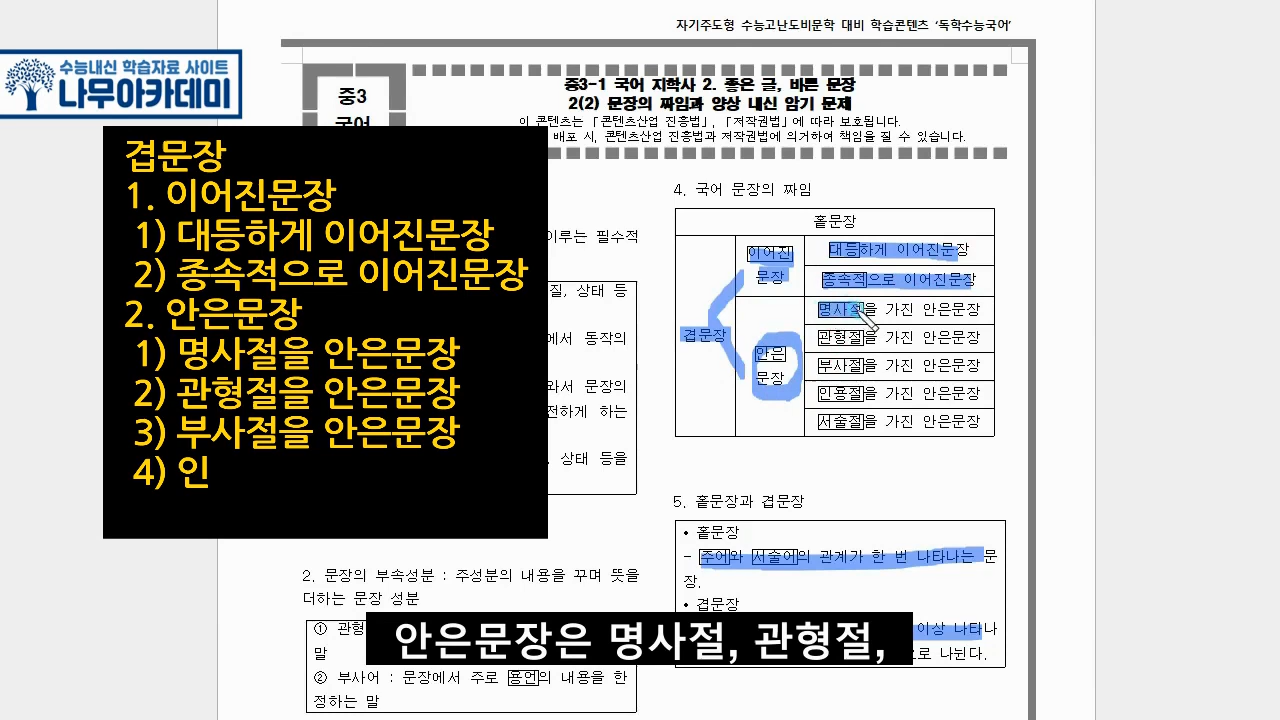 자기주도형 수능고난도비문학 대비 학습콘텐츠 ‘독학수능국어’
수능내신 학습자료 사이트
나무아카데미
중3
국어
중3-1 국어 지학사 2. 좋은 글, 바른 문장
2(2) 문장의 짜임과 양상 내신 암기 문제
이 콘텐츠는 「콘텐츠산업 진흥법」, 「저작권법」에 따라 보호됩니다.
배포 시, 콘텐츠산업 진흥법과 저작권법에 의거하여 책임을 질 수 있습니다.
겹문장
1. 이어진문장
1) 대등하게 이어진문장
2) 종속적으로 이어진문장
2. 안은문장
1) 명사절을 안은문장
2) 관형절을 안은문장
3) 부사절을 안은문장
4) 인
이루는 필수적
질, 상태 등
에서 동작의
와서 문장의
전하게 하는
상태 등을
2. 문장의 부속성분 : 주성분의 내용을 꾸며 뜻을
더하는 문장 성분
① 관형
말
② 부사어 : 문장에서 주로 용언의 내용을 한
정하는 말
4. 국어 문장의 짜임
홑문장
겹문장
이어진
문장
대등하게 이어진문장
종속적으로 이어진문장
안은
문장
명사절을 가진 안은문장
관형절을 가진 안은문장
부사절을 가진 안은문장
인용절을 가진 안은문장
서술절을 가진 안은문장
5. 홑문장과 겹문장
• 홑문장
- 주어와 서술어의 관계가 한 번 나타나는 문
장.
• 겹문장
이상 나타나
로 나뉜다.
안은문장은 명사절, 관형절,